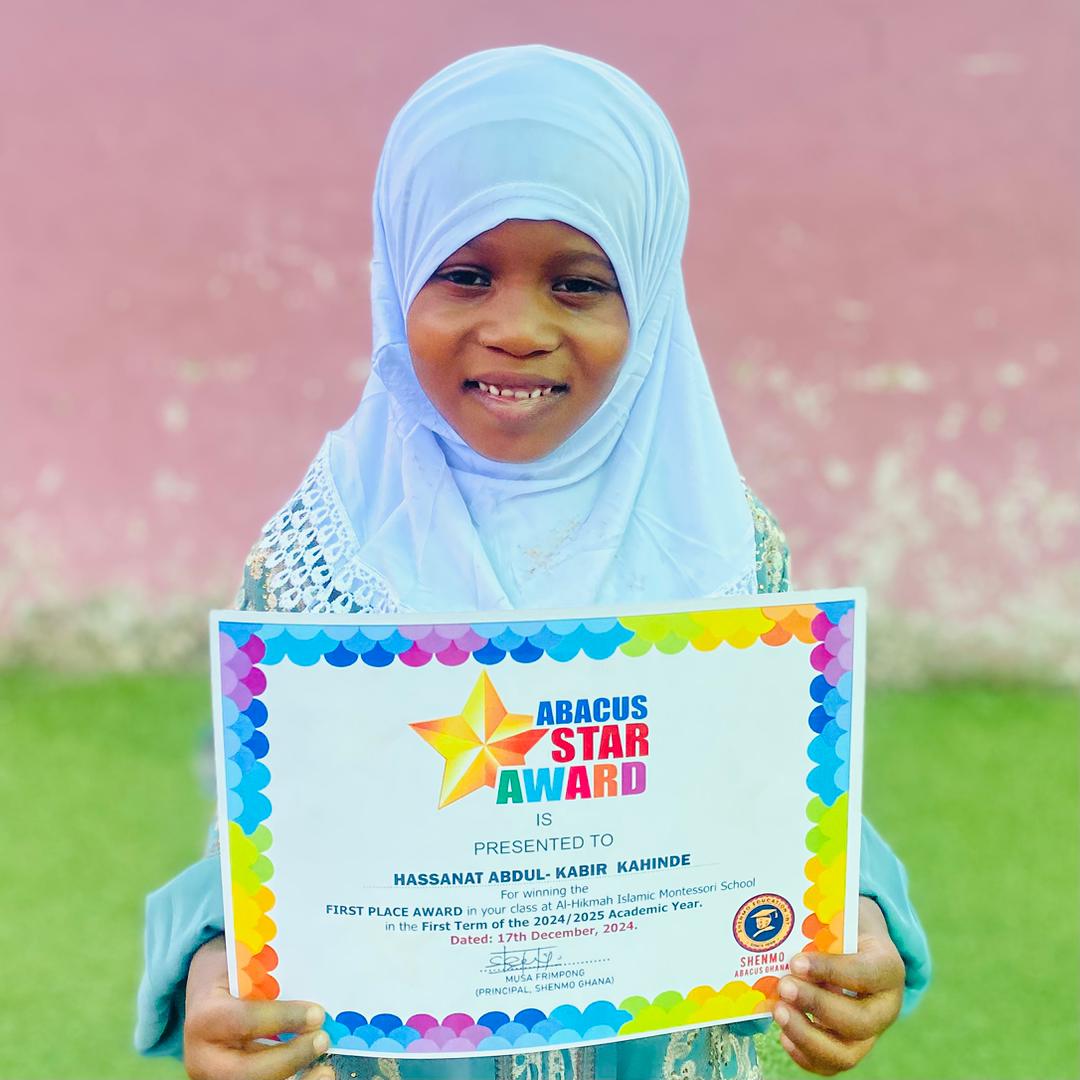 ABACUS
STAR
AWARD
IS
PRESENTED TO
HASSANAT ABDUL- KABIR KAHINDE
For winning the
FIRST PLACE AWARD in your class at Al-Hikmah Islamic Montessori School
in the First Term of the 2024/2025 Academic Year.
Dated: 17th December, 2024.
MUSA FRIMPONG
(PRINCIPAL, SHENMO GHANA)
SHENMO EDUCATION
SHENMO
ABACUS GHANA